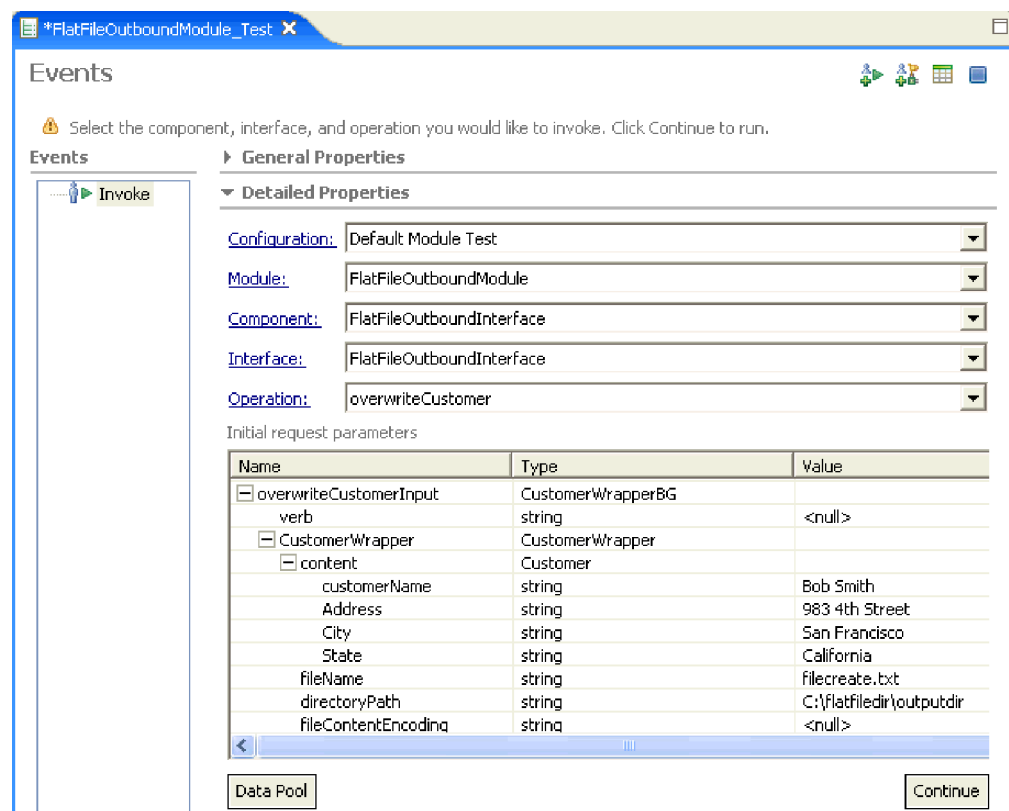 *FlatFileOutboundModule_Test
Events
Select the component, interface, and operation you would like to invoke. Click Continue to run.
Events
General Properties
Invoke
Detailed Properties
Configuration: Default Module Test
Module: FlatFileOutboundModule
Component: FlatFileOutboundInterface
Interface: FlatFileOutboundInterface
Operation: overwriteCustomer
Initial request parameters
Name Type Value
overwriteCustomerInput CustomerWrapperBG
verb string <null>
CustomerWrapper CustomerWrapper
content Customer
customerName string Bob Smith
Address string 983 4th Street
City string San Francisco
State string California
fileName string filecreate.txt
directoryPath string C:\flatfiledir\outputdir
fileContentEncoding string <null>
Data Pool Continue